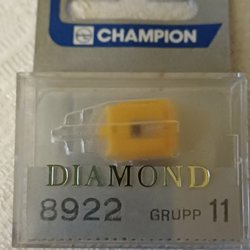 CHAMPION
DIAMOND
8922 GRUPP 11